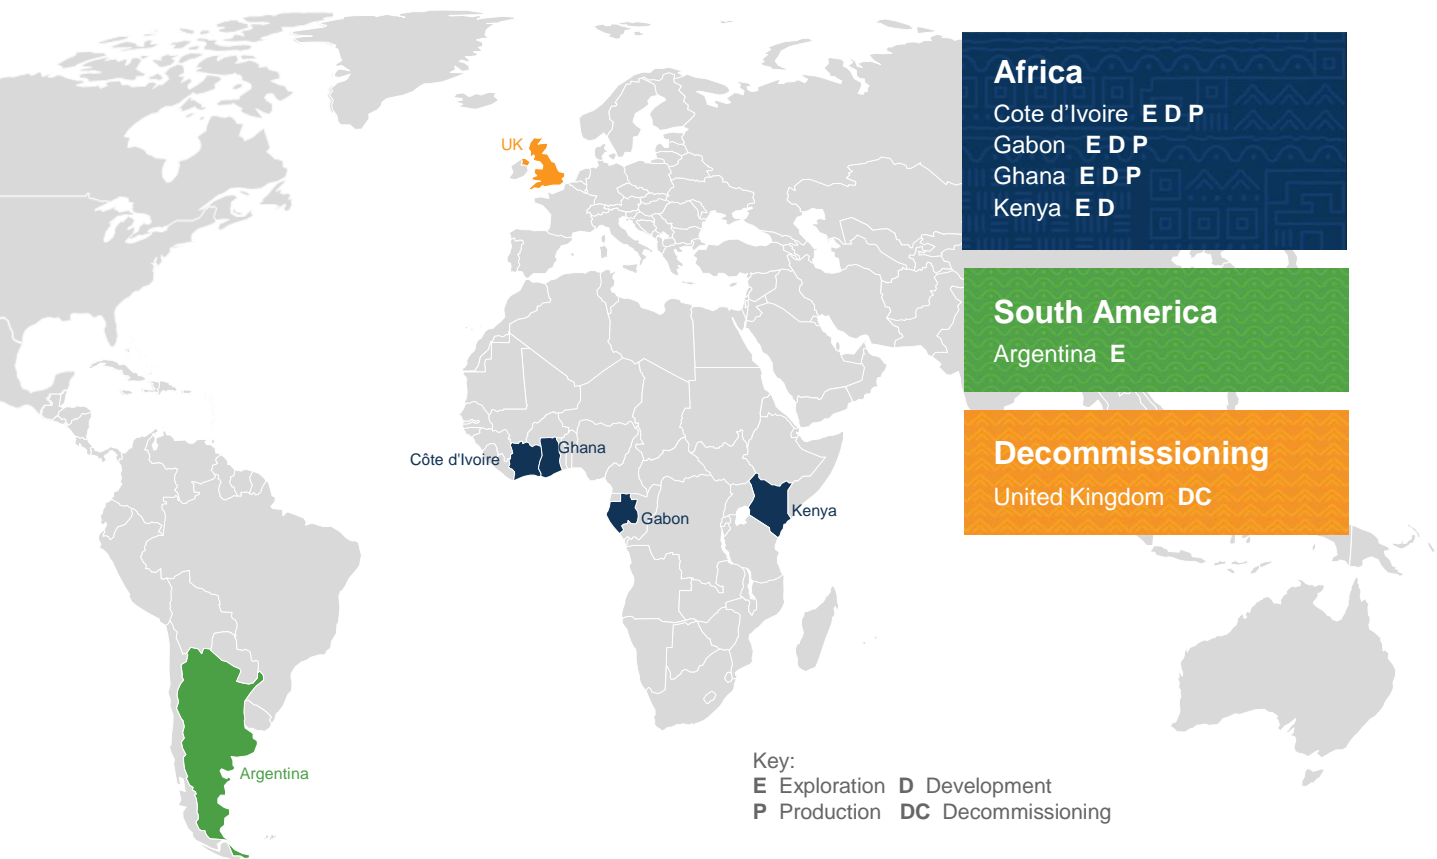 UK
Côte d'Ivoire
Ghana
Gabon
Kenya
Argentina
Africa
Cote d’Ivoire E D P
Gabon E D P
Ghana E D P
Kenya E D
South America
Argentina E
Decommissioning
United Kingdom DC
Key:
E Exploration D Development
P Production DC Decommissioning